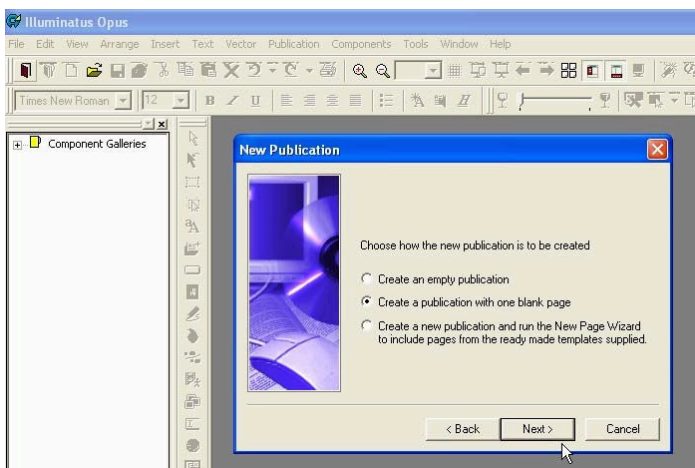 Illuminatus Opus
File Edit View Arrange Insert Text Vector Publication Components Tools Window Help
Times New Roman 12 B I U
Component Galleries
New Publication
Choose how the new publication is to be created
Create an empty publication
Create a publication with one blank page
Create a new publication and run the New Page Wizard
to include pages from the ready made templates supplied.
< Back Next > Cancel